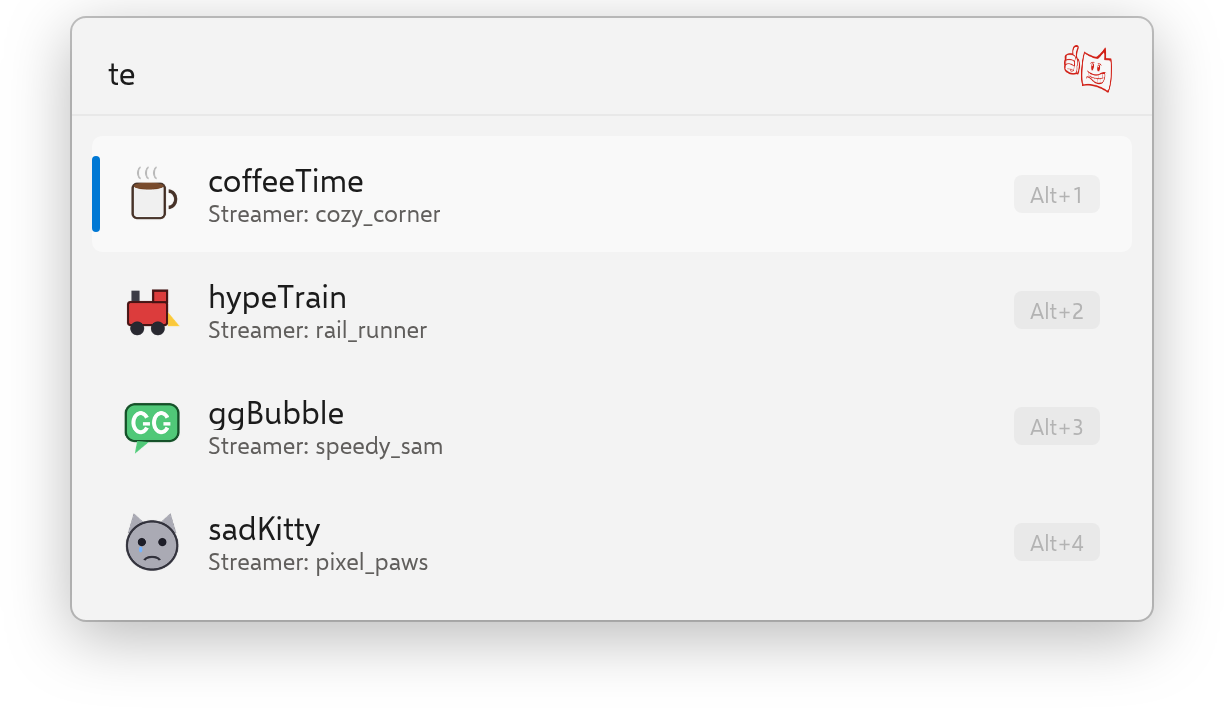 te
coffeeTime
Streamer: cozy_corner
Alt+1
hypeTrain
Streamer: rail_runner
Alt+2
GG
ggBubble
Streamer: speedy_sam
Alt+3
sadKitty
Streamer: pixel_paws
Alt+4